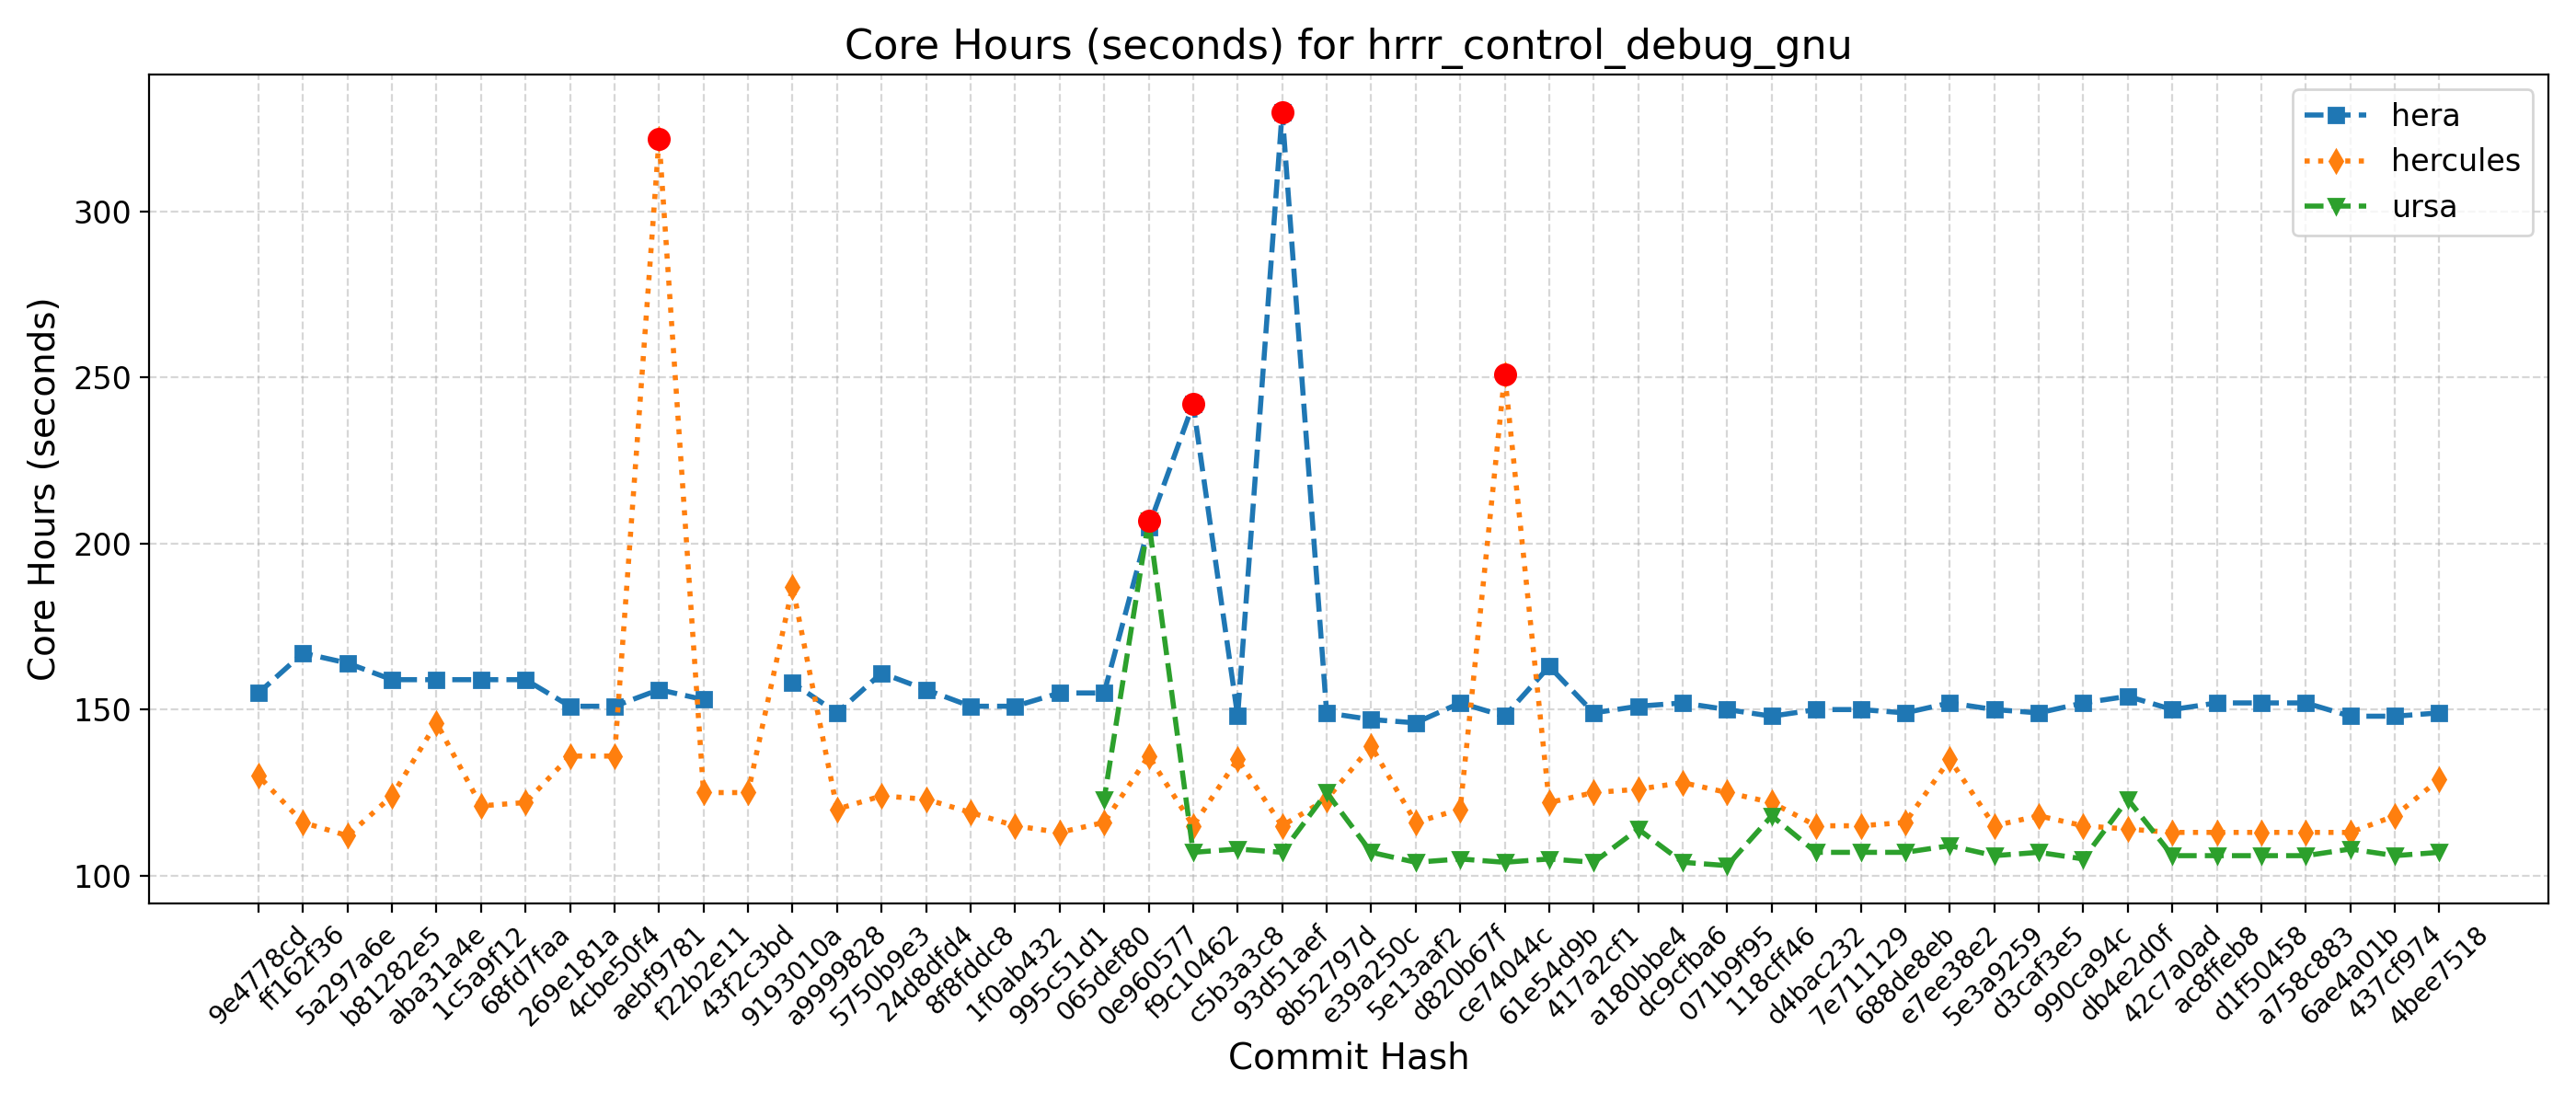 Core Hours (seconds) for hrrr_control_debug_gnu
hera
hercules
ursa
Core Hours (seconds)
300
250
200
150
100
9e4778cd
ff162f36
5a297a6e
b81282e5
aba31a4e
1c5a9f12
68fd7faa
269e181a
4cbe50f4
aebf9781
f22b2e11
43f2c3bd
9193010a
a9999828
5750b9e3
24d8dfd4
8f8fddc8
1f0ab432
995c51d1
065def80
0e960577
f9c10462
c5b3a3c8
93d51aef
8b52797d
e39a250c
5e13aaf2
d820b67f
ce74044c
61e54d9b
417a2cf1
a180bbe4
dc9cfba6
071b9f95
118cff46
d4bac232
7e711129
688de8eb
e7ee38e2
5e3a9259
d3caf3e5
990ca94c
db4e2d0f
42c7a0ad
ac8ffeb8
d1f50458
a758c883
6ae4a01b
437cf974
4bee7518
Commit Hash